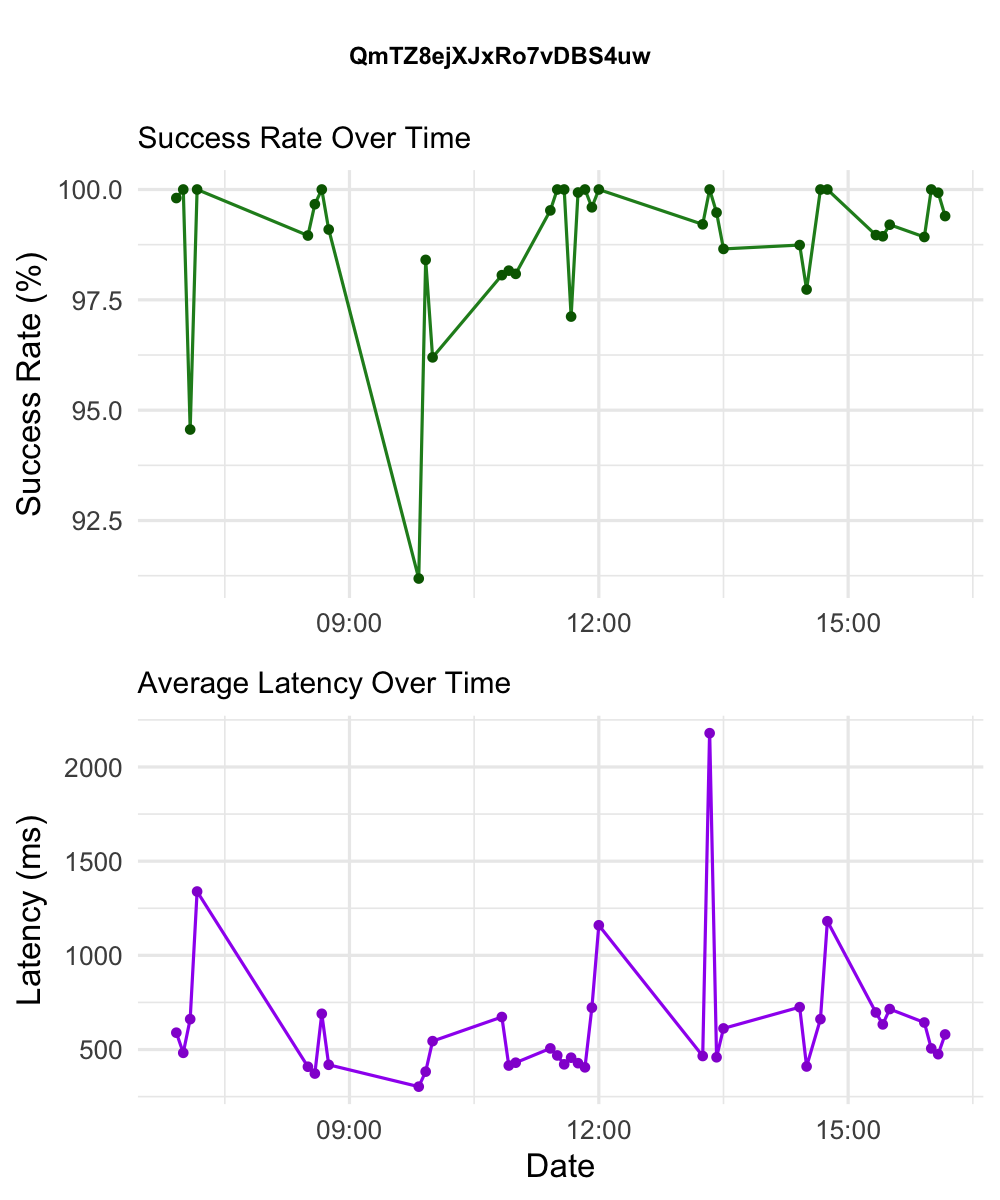 QmTZ8ejXJxRo7vDBS4uw
Success Rate Over Time
Success Rate (%)
100.0
97.5
95.0
92.5
09:00 12:00 15:00
Average Latency Over Time
Latency (ms)
2000
1500
1000
500
09:00 12:00 15:00
Date